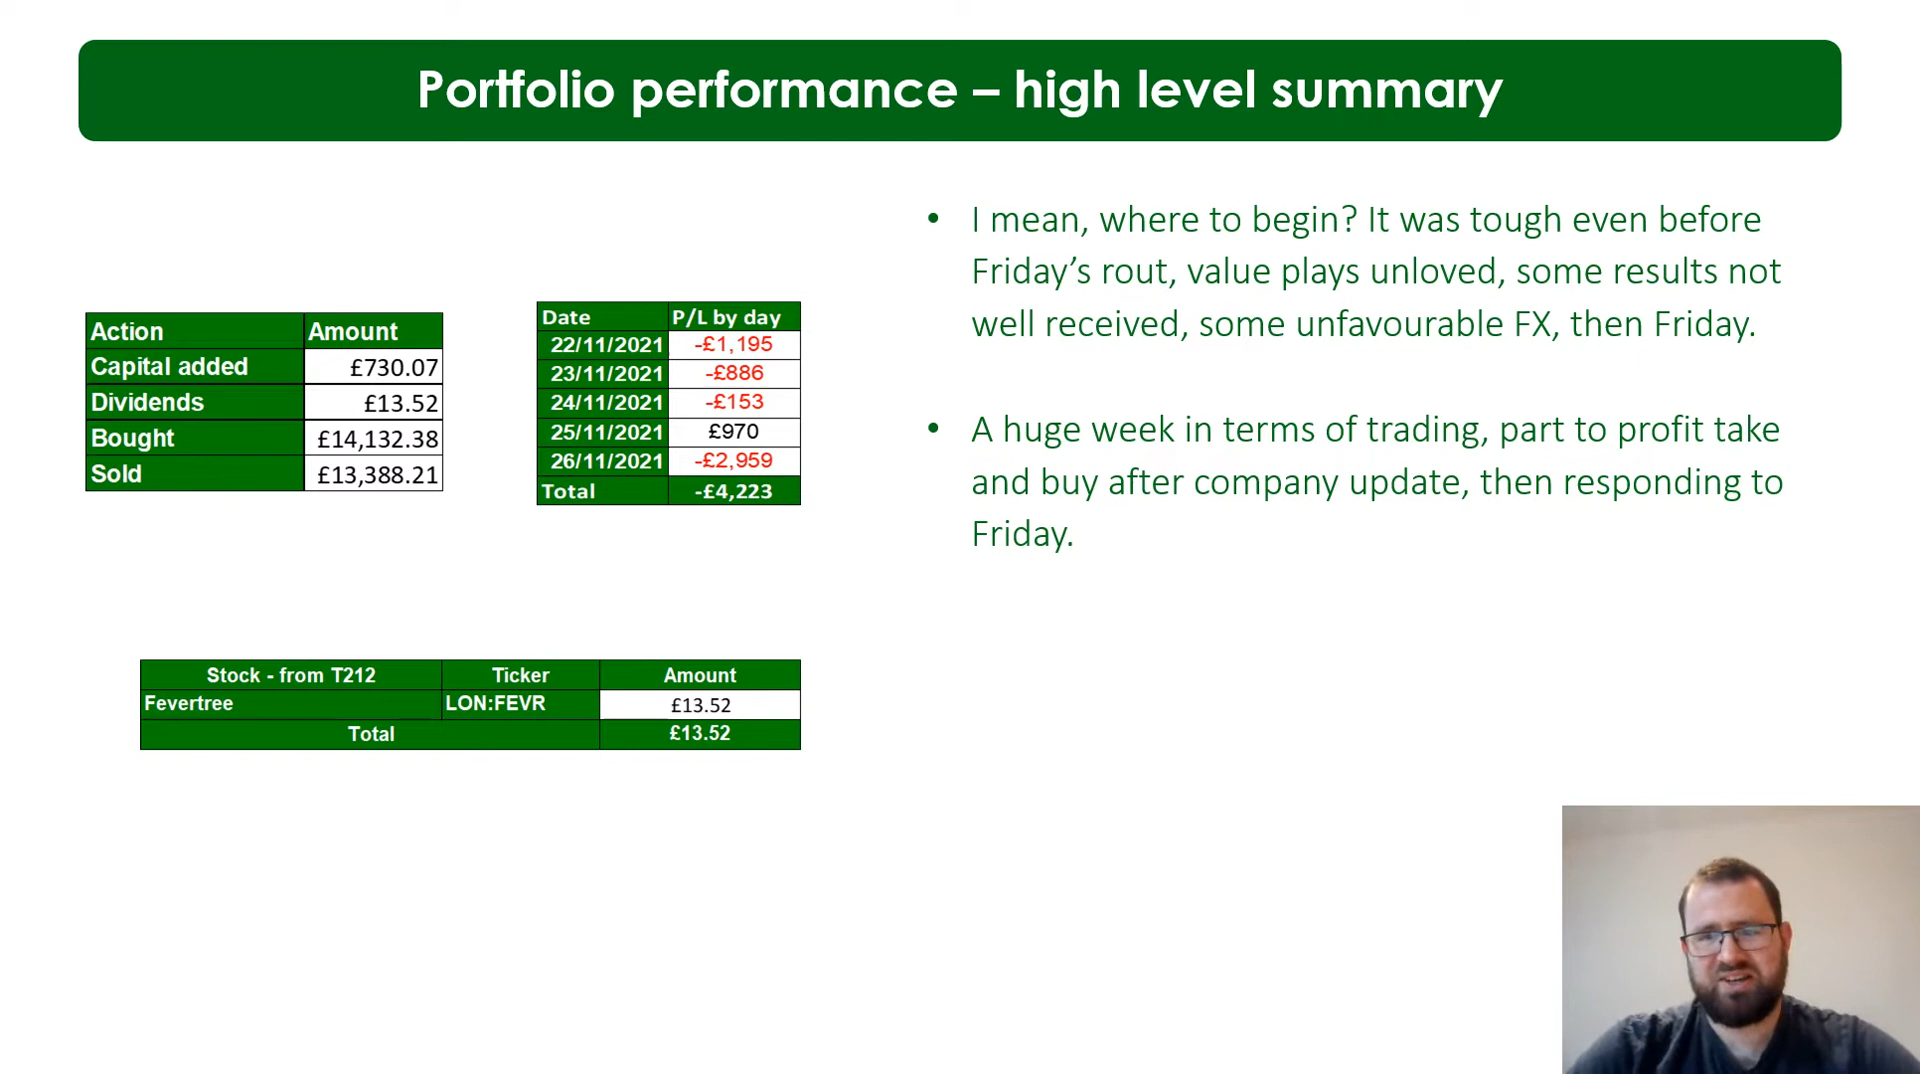 Portfolio performance – high level summary
Action Amount
Capital added £730.07
Dividends £13.52
Bought £14,132.38
Sold £13,388.21
Date P/L by day
22/11/2021 -£1,195
23/11/2021 -£886
24/11/2021 -£153
25/11/2021 £970
26/11/2021 -£2,959
Total -£4,223
Stock - from T212 Ticker Amount
Fevertree LON:FEVR £13.52
Total £13.52
• I mean, where to begin? It was tough even before
Friday’s rout, value plays unloved, some results not
well received, some unfavourable FX, then Friday.
• A huge week in terms of trading, part to profit take
and buy after company update, then responding to
Friday.